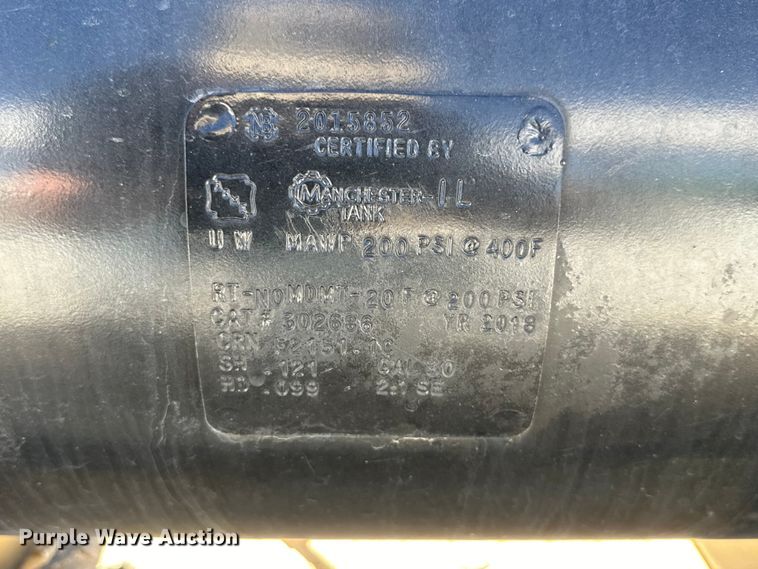 NB 2015852
CERTIFIED BY
MANCHESTER-IL
TANK
U W MAWP 200 PSI @ 400F
RT-NO MDMT-20 F @ 200 PSI
CAT # 302666 YR 2018
CRN
SH .121 GAL 30
HD .099 2:1 SE
Purple Wave Auction